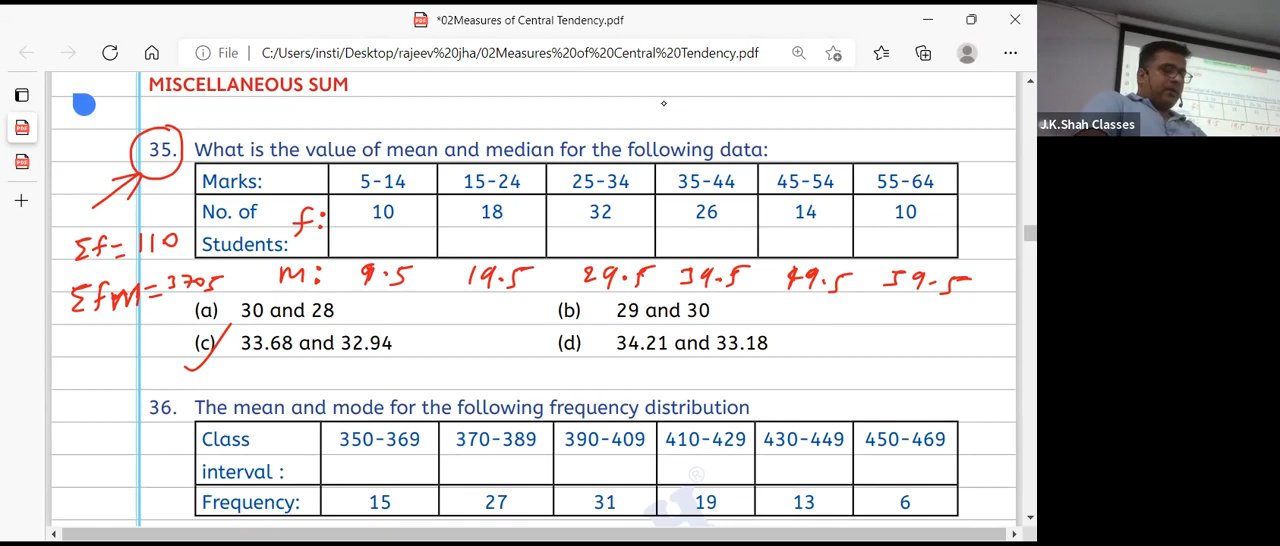 *02Measures of Central Tendency.pdf
File C:/Users/insti/Desktop/rajeev%20jha/02Measures%20of%20Central%20Tendency.pdf
MISCELLANEOUS SUM
35. What is the value of mean and median for the following data:
Marks: 5-14 15-24 25-34 35-44 45-54 55-64
No. of Students: f: 10 18 32 26 14 10
Σf = 110
m: 9.5 19.5 29.5 39.5 49.5 59.5
Σfm = 3705
(a) 30 and 28 (b) 29 and 30
(c) 33.68 and 32.94 (d) 34.21 and 33.18
36. The mean and mode for the following frequency distribution
Class interval : 350-369 370-389 390-409 410-429 430-449 450-469
Frequency: 15 27 31 19 13 6
J.K.Shah Classes